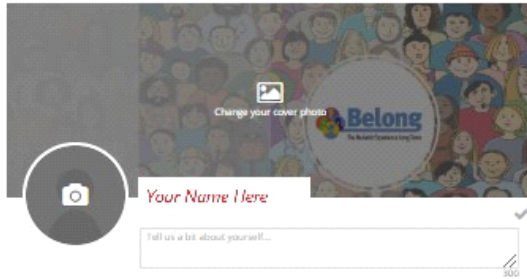 Change your cover photo
Belong
Your Name Here
Tell us a bit about yourself...
300